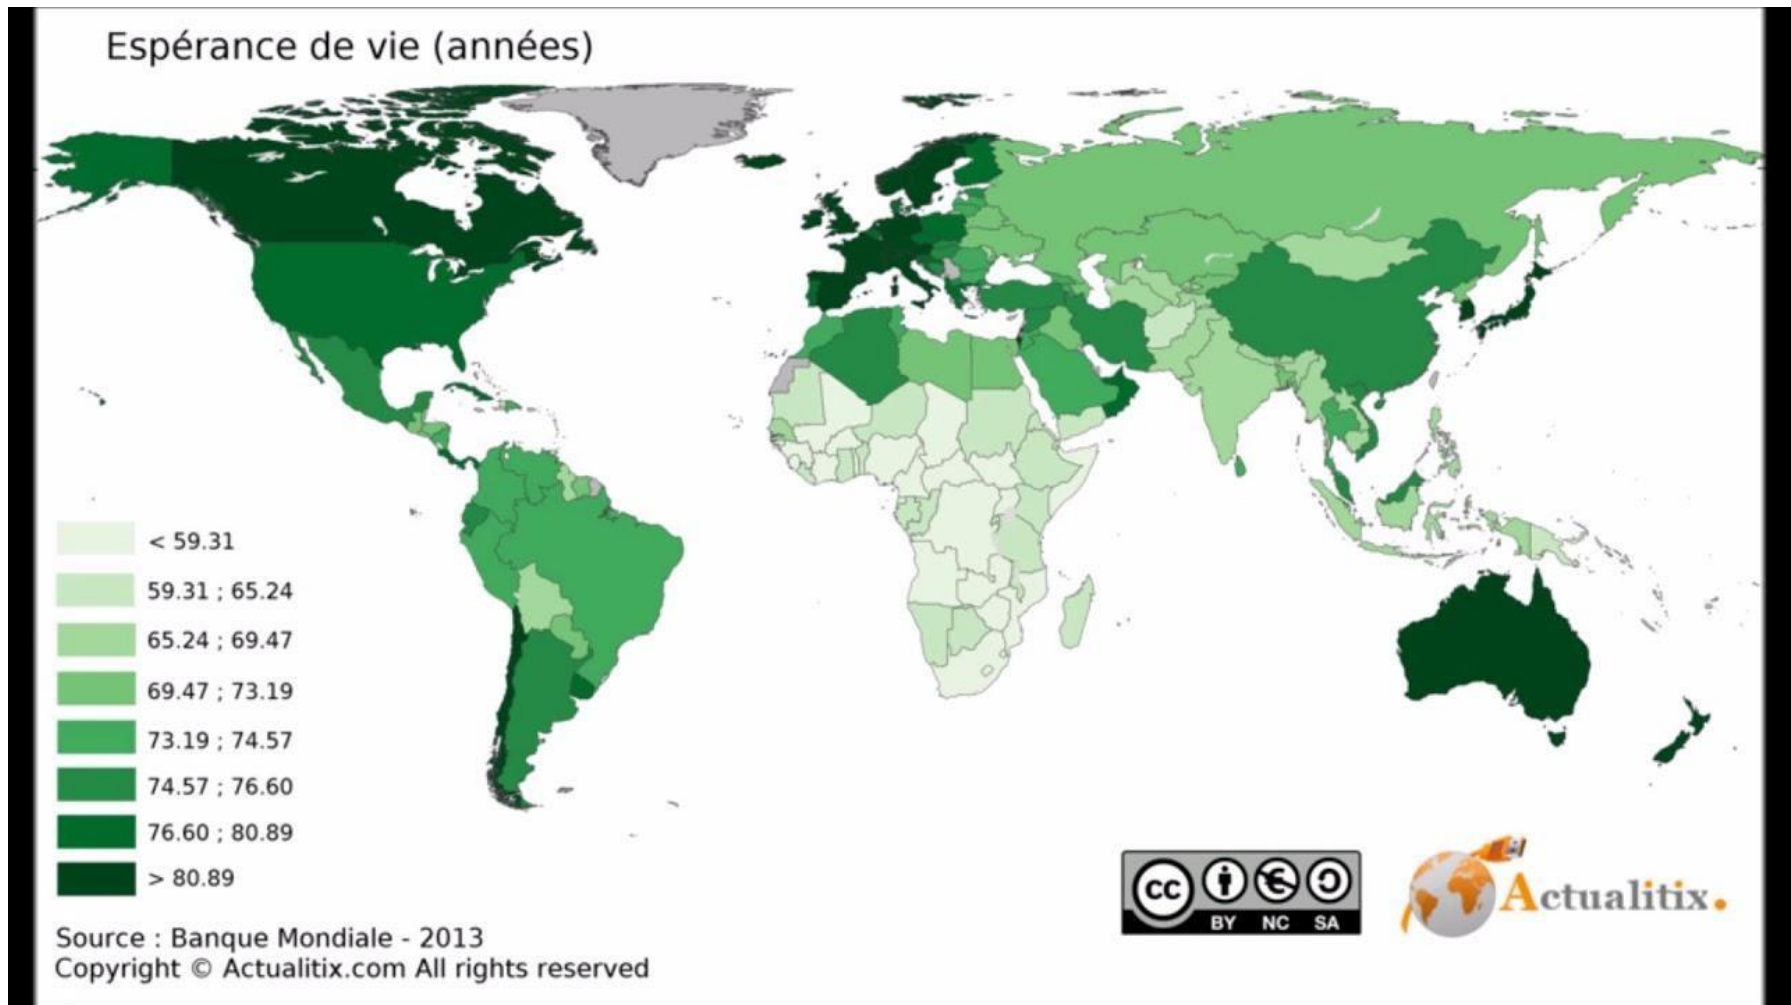 Espérance de vie (années)
< 59.31
59.31 ; 65.24
65.24 ; 69.47
69.47 ; 73.19
73.19 ; 74.57
74.57 ; 76.60
76.60 ; 80.89
> 80.89
Source : Banque Mondiale - 2013
Copyright © Actualitix.com All rights reserved
cc
BY NC SA
Actualitix.